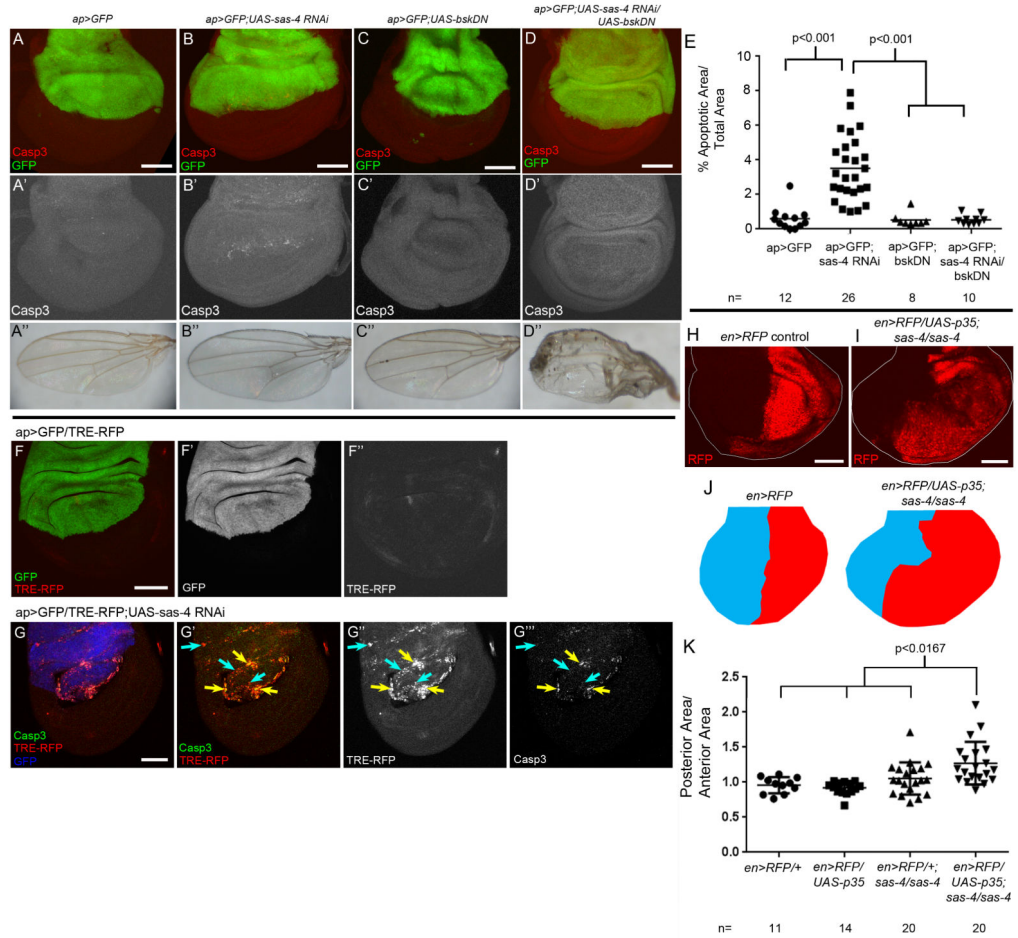 ap>GFP
ap>GFP;UAS-sas-4 RNAi
ap>GFP;UAS-bskDN
ap>GFP;UAS-sas-4 RNAi/
UAS-bskDN
A
Casp3
GFP
B
Casp3
GFP
C
Casp3
GFP
D
Casp3
GFP
A'
Casp3
B'
Casp3
C'
Casp3
D'
Casp3
A''
B''
C''
D''
E
p<0.001
p<0.001
% Apoptotic Area/
Total Area
10
8
6
4
2
0
ap>GFP
ap>GFP;
sas-4 RNAi
ap>GFP;
bskDN
ap>GFP;
sas-4 RNAi/
bskDN
n= 12 26 8 10
ap>GFP/TRE-RFP
F
GFP
TRE-RFP
F'
GFP
F''
TRE-RFP
ap>GFP/TRE-RFP;UAS-sas-4 RNAi
G
Casp3
TRE-RFP
GFP
G'
Casp3
TRE-RFP
G''
TRE-RFP
G'''
Casp3
en>RFP control
H
RFP
en>RFP/UAS-p35;
sas-4/sas-4
I
RFP
J
en>RFP
en>RFP/UAS-p35;
sas-4/sas-4
K
p<0.0167
Posterior Area/
Anterior Area
2.5
2.0
1.5
1.0
0.5
0.0
en>RFP/+
en>RFP/
UAS-p35
en>RFP/+;
sas-4/sas-4
en>RFP/
UAS-p35;
sas-4/sas-4
n= 11 14 20 20